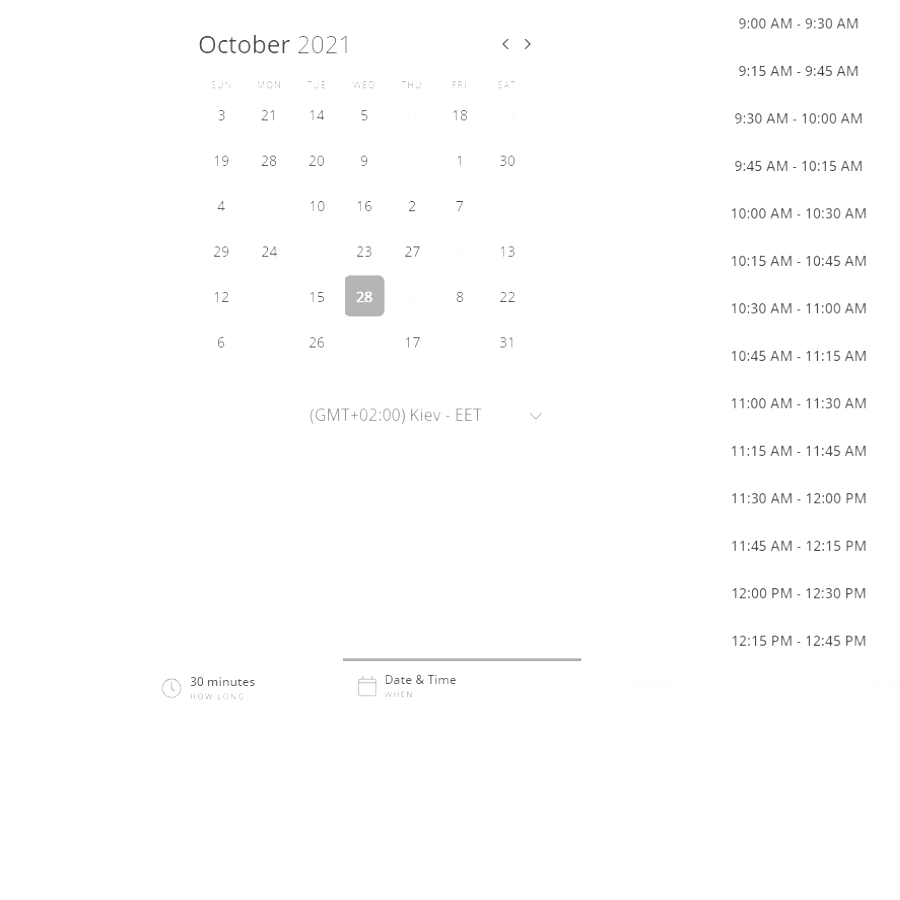 October 2021
SUN MON TUE WED THU FRI SAT
3 21 14 5 18
19 28 20 9 1 30
4 10 16 2 7
29 24 23 27 13
12 15 28 8 22
6 26 17 31
(GMT+02:00) Kiev - EET
9:00 AM - 9:30 AM
9:15 AM - 9:45 AM
9:30 AM - 10:00 AM
9:45 AM - 10:15 AM
10:00 AM - 10:30 AM
10:15 AM - 10:45 AM
10:30 AM - 11:00 AM
10:45 AM - 11:15 AM
11:00 AM - 11:30 AM
11:15 AM - 11:45 AM
11:30 AM - 12:00 PM
11:45 AM - 12:15 PM
12:00 PM - 12:30 PM
12:15 PM - 12:45 PM
30 minutes
HOW LONG
Date & Time
WHEN